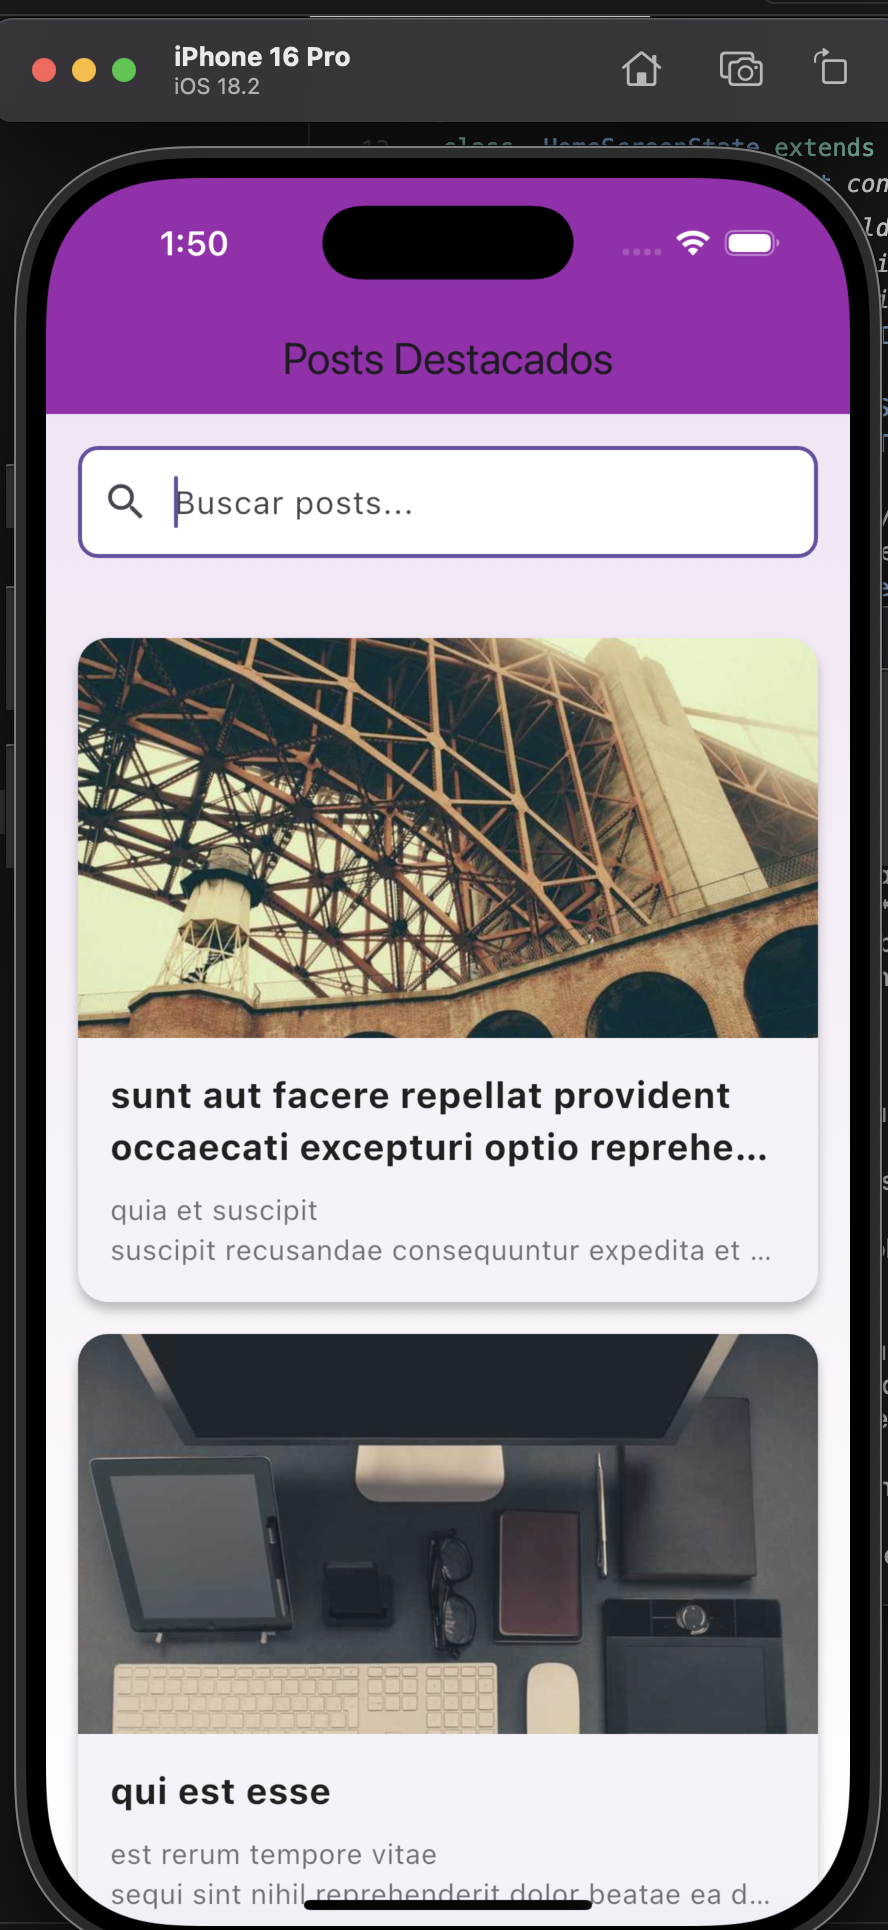 iPhone 16 Pro
iOS 18.2
class _HomeScreenState extends
1:50
Posts Destacados
Buscar posts...
sunt aut facere repellat provident
occaecati excepturi optio reprehe...
quia et suscipit
suscipit recusandae consequuntur expedita et ...
qui est esse
est rerum tempore vitae
sequi sint nihil reprehenderit dolor beatae ea d...